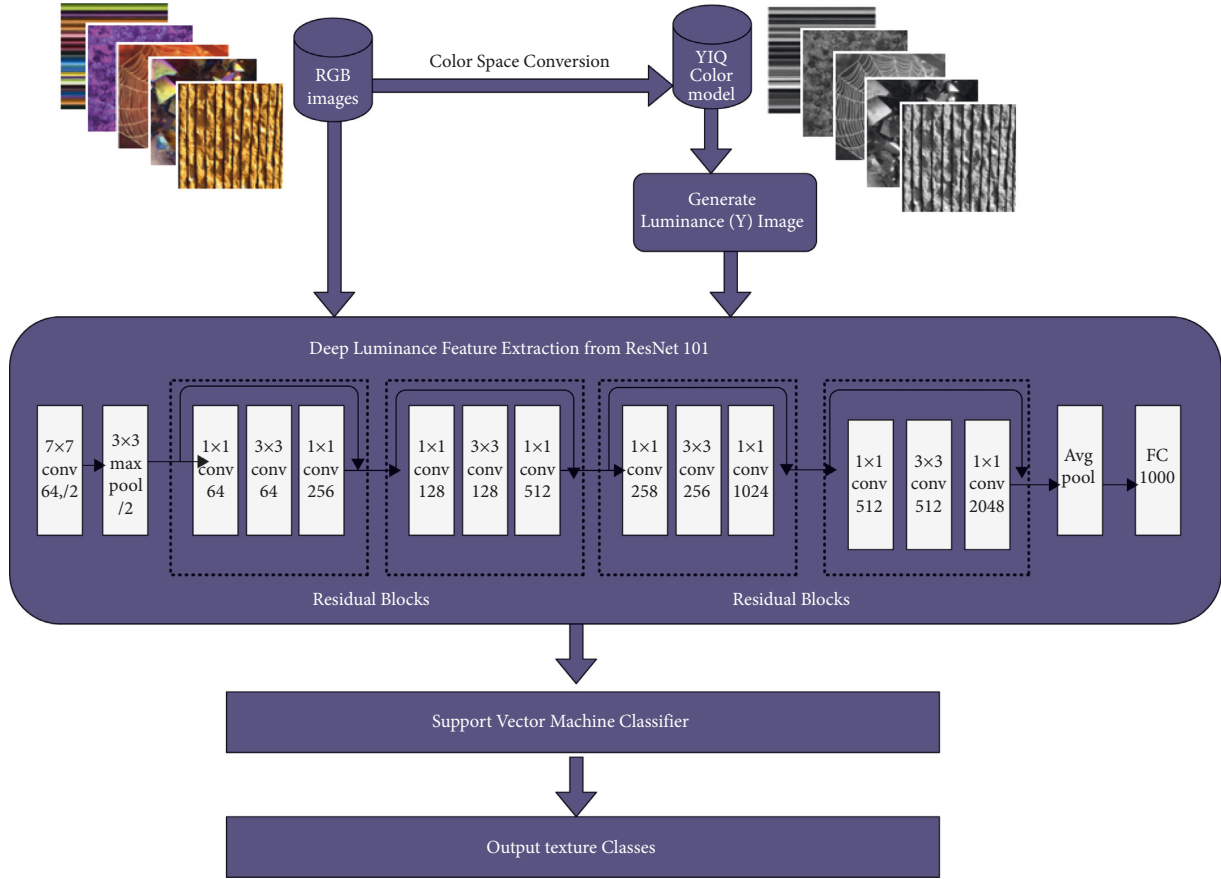 RGB
images
Color Space Conversion
YIQ
Color
model
Generate
Luminance (Y) Image
Deep Luminance Feature Extraction from ResNet 101
7×7
conv
64,/2
3×3
max
pool
/2
1×1
conv
64
3×3
conv
64
1×1
conv
256
1×1
conv
128
3×3
conv
128
1×1
conv
512
1×1
conv
258
3×3
conv
256
1×1
conv
1024
1×1
conv
512
3×3
conv
512
1×1
conv
2048
Avg
pool
FC
1000
Residual Blocks
Residual Blocks
Support Vector Machine Classifier
Output texture Classes